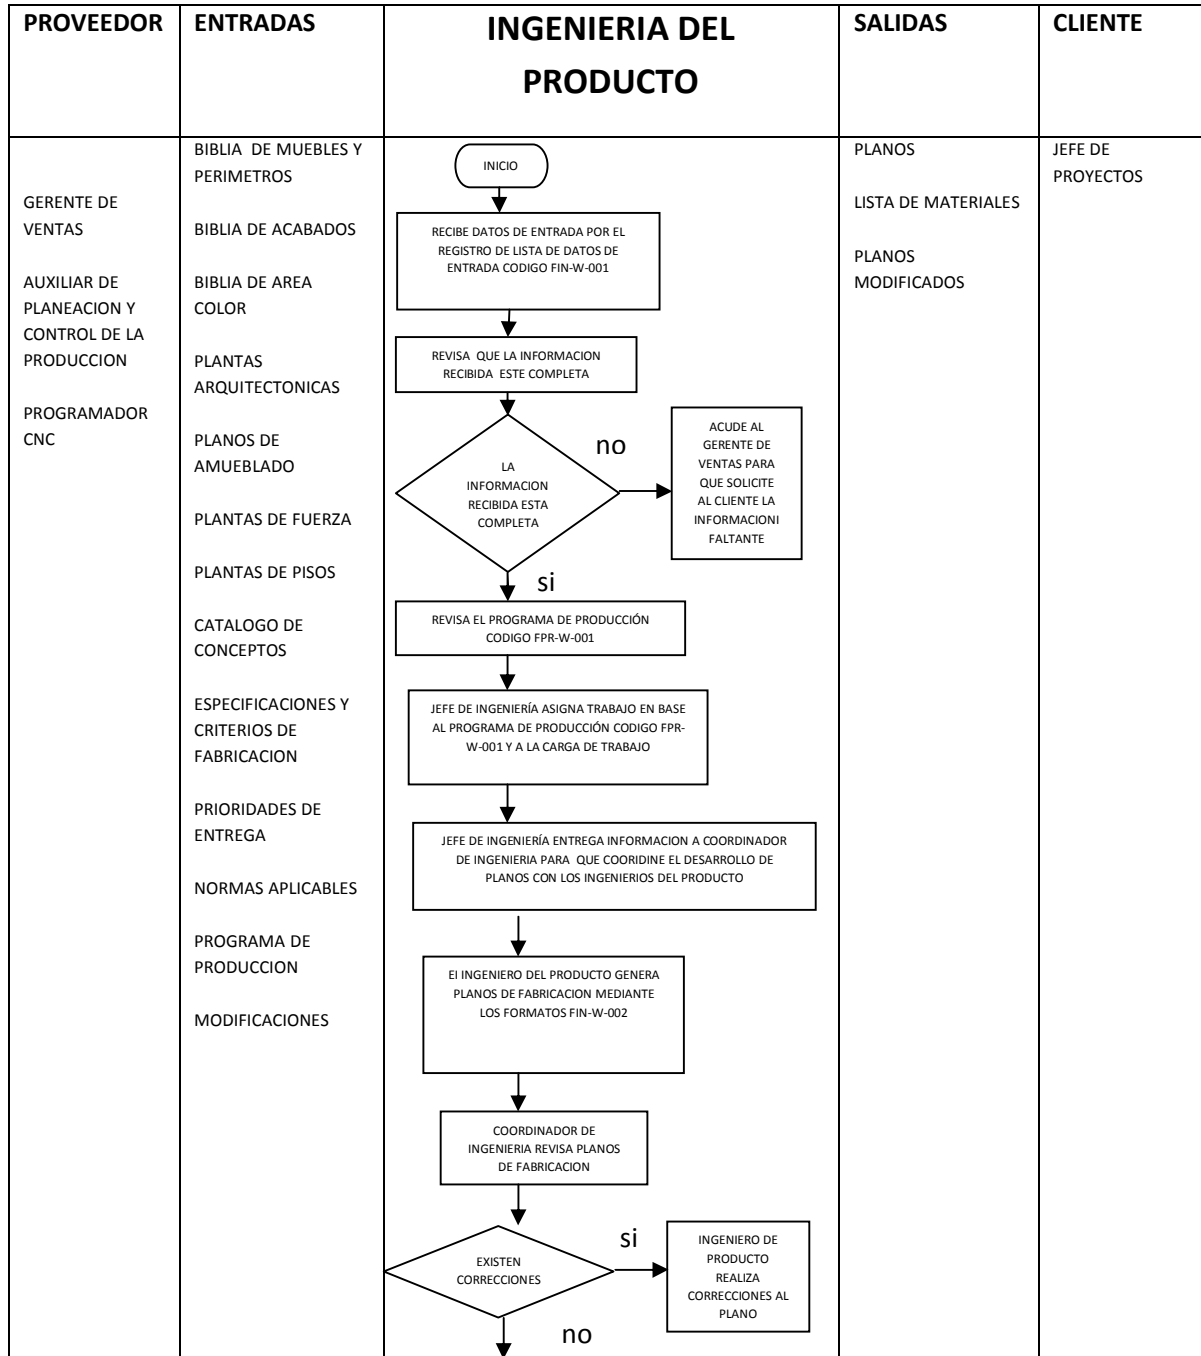 PROVEEDOR
ENTRADAS
INGENIERIA DEL
PRODUCTO
SALIDAS
CLIENTE
GERENTE DE
VENTAS
AUXILIAR DE
PLANEACION Y
CONTROL DE LA
PRODUCCION
PROGRAMADOR
CNC
BIBLIA DE MUEBLES Y
PERIMETROS
BIBLIA DE ACABADOS
BIBLIA DE AREA
COLOR
PLANTAS
ARQUITECTONICAS
PLANOS DE
AMUEBLADO
PLANTAS DE FUERZA
PLANTAS DE PISOS
CATALOGO DE
CONCEPTOS
ESPECIFICACIONES Y
CRITERIOS DE
FABRICACION
PRIORIDADES DE
ENTREGA
NORMAS APLICABLES
PROGRAMA DE
PRODUCCION
MODIFICACIONES
INICIO
RECIBE DATOS DE ENTRADA POR EL
REGISTRO DE LISTA DE DATOS DE
ENTRADA CODIGO FIN-W-001
REVISA QUE LA INFORMACION
RECIBIDA ESTE COMPLETA
LA
INFORMACION
RECIBIDA ESTA
COMPLETA
no
ACUDE AL
GERENTE DE
VENTAS PARA
QUE SOLICITE
AL CLIENTE LA
INFORMACIONI
FALTANTE
si
REVISA EL PROGRAMA DE PRODUCCIÓN
CODIGO FPR-W-001
JEFE DE INGENIERÍA ASIGNA TRABAJO EN BASE
AL PROGRAMA DE PRODUCCIÓN CODIGO FPR-
W-001 Y A LA CARGA DE TRABAJO
JEFE DE INGENIERÍA ENTREGA INFORMACION A COORDINADOR
DE INGENIERIA PARA QUE COORIDINE EL DESARROLLO DE
PLANOS CON LOS INGENIERIOS DEL PRODUCTO
El INGENIERO DEL PRODUCTO GENERA
PLANOS DE FABRICACION MEDIANTE
LOS FORMATOS FIN-W-002
COORDINADOR DE
INGENIERIA REVISA PLANOS
DE FABRICACION
EXISTEN
CORRECCIONES
si
INGENIERO DE
PRODUCTO
REALIZA
CORRECCIONES AL
PLANO
no
PLANOS
LISTA DE MATERIALES
PLANOS
MODIFICADOS
JEFE DE
PROYECTOS